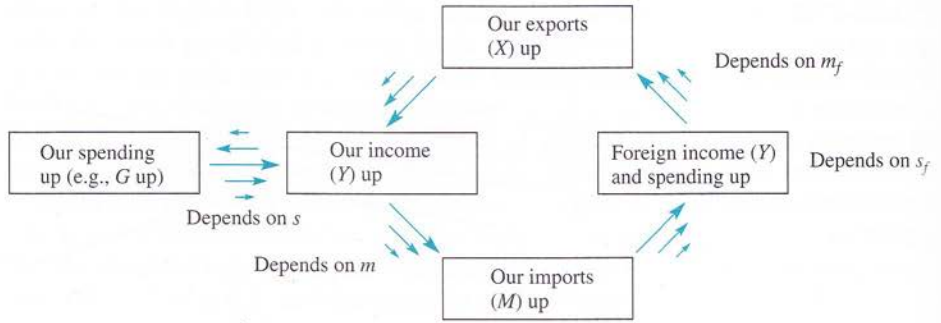 Our exports
(X) up
Depends on m_f
Our spending
up (e.g., G up)
Our income
(Y) up
Foreign income (Y)
and spending up
Depends on s_f
Depends on s
Depends on m
Our imports
(M) up